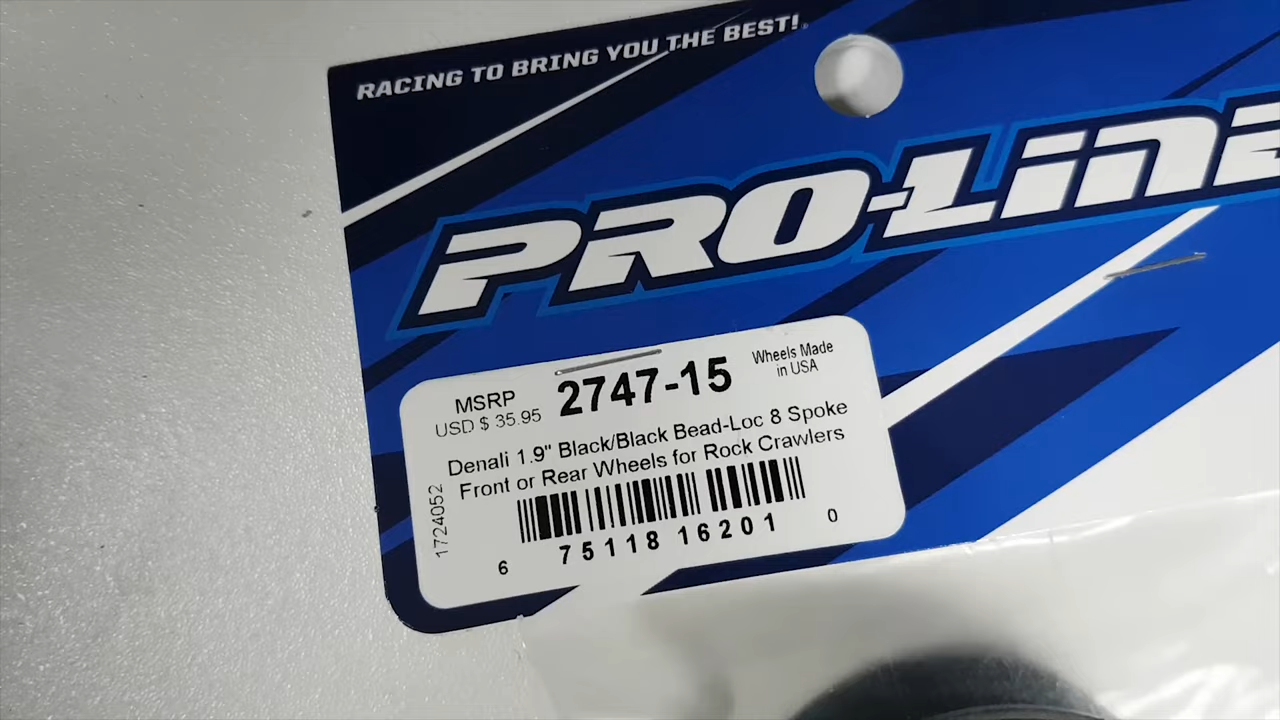 RACING TO BRING YOU THE BEST!
PRO-LINE
MSRP
USD $ 35.95
2747-15
Wheels Made
in USA
Denali 1.9" Black/Black Bead-Loc 8 Spoke
Front or Rear Wheels for Rock Crawlers
1724052
6 75118 16201 0